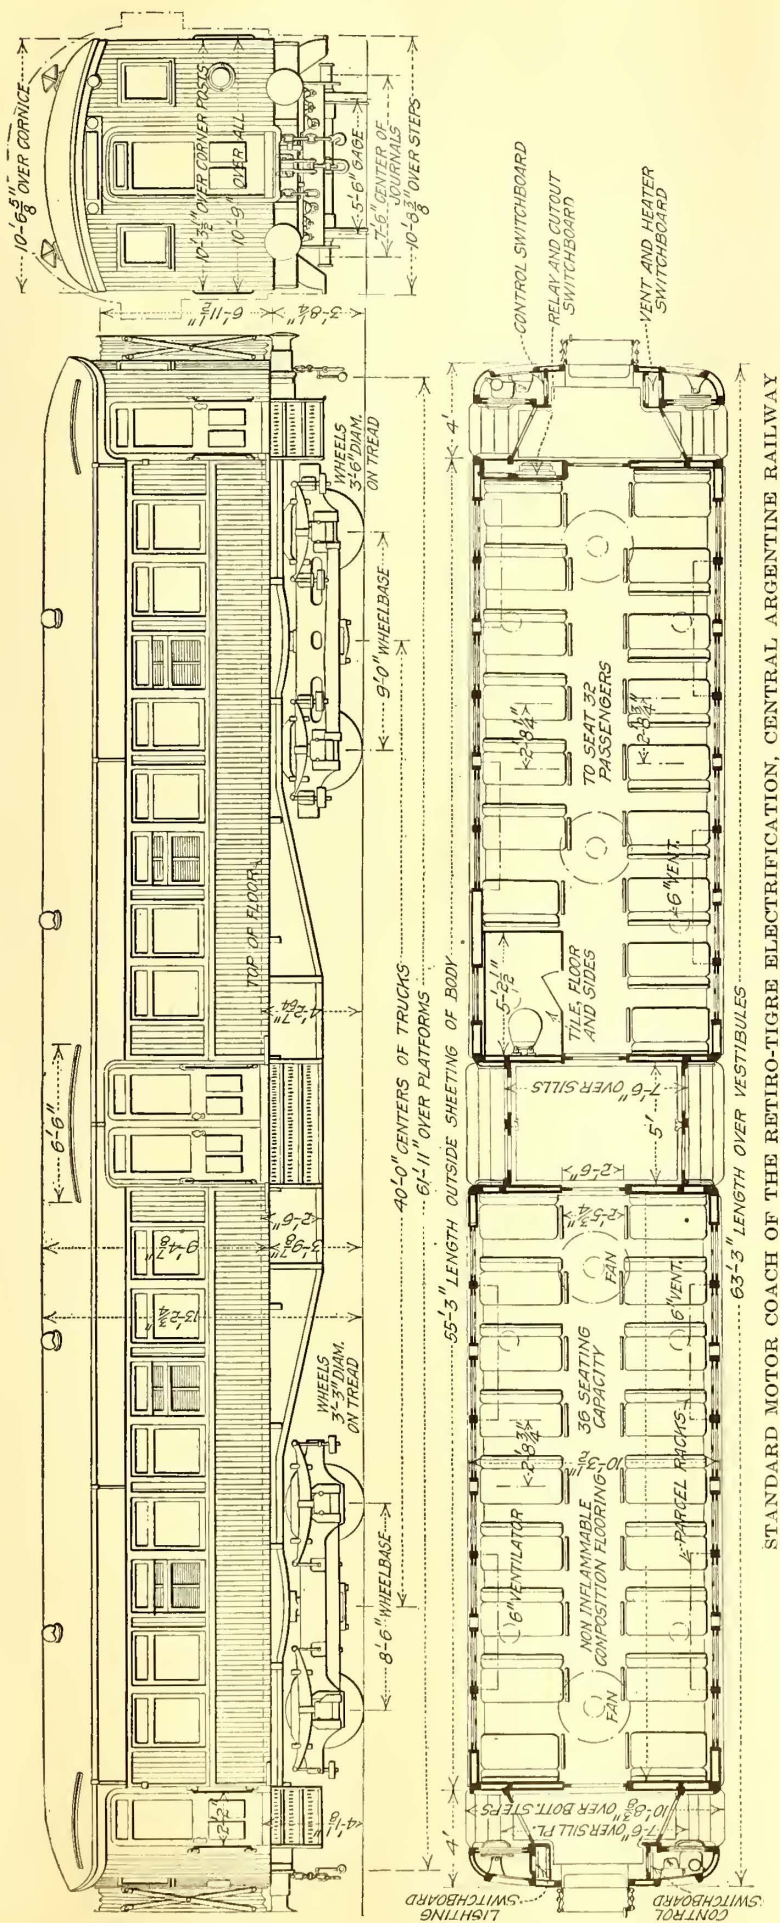 10'-6 5/8" OVER CORNICE
10'-3 1/2" OVER CORNER POSTS
10'-9" OVER ALL
5'-6" GAGE
7'-6" CENTER OF
JOURNALS
10'-8 3/8" OVER STEPS
6'-11 1/2"
3'-8 1/4"
6'-6"
TOP OF FLOOR
9'-4 7/8"
13'-2 3/4"
2'-6"
3'-9 7/8"
2'-2"
WHEELS
3'-3" DIAM.
ON TREAD
WHEELS
3'-6" DIAM.
ON TREAD
8'-6" WHEELBASE
9'-0" WHEELBASE
40'-0" CENTERS OF TRUCKS
61'-11" OVER PLATFORMS
4'
55'-3" LENGTH OUTSIDE SHEETING OF BODY
4'
LIGHTING
SWITCHBOARD
CONTROL
SWITCHBOARD
10'-8 3/8" OVER BOTT. STEPS
7'-6" OVER SILL PL.
FAN
6" VENTILATOR
NON INFLAMMABLE
COMPOSITION FLOORING
2'-8 3/4"
10'-3 1/2"
36 SEATING
CAPACITY
PARCEL RACKS
FAN
6" VENT.
2'-5 3/4"
2'-6"
5'
7'-6" OVER SILLS
5'-2 1/2"
TILE, FLOOR
AND SIDES
6" VENT.
TO SEAT 32
PASSENGERS
2'-8 1/4"
2'-8 3/4"
CONTROL SWITCHBOARD
RELAY AND CUTOUT
SWITCHBOARD
VENT AND HEATER
SWITCHBOARD
63'-3" LENGTH OVER VESTIBULES
STANDARD MOTOR COACH OF THE RETIRO-TIGRE ELECTRIFICATION, CENTRAL ARGENTINE RAILWAY